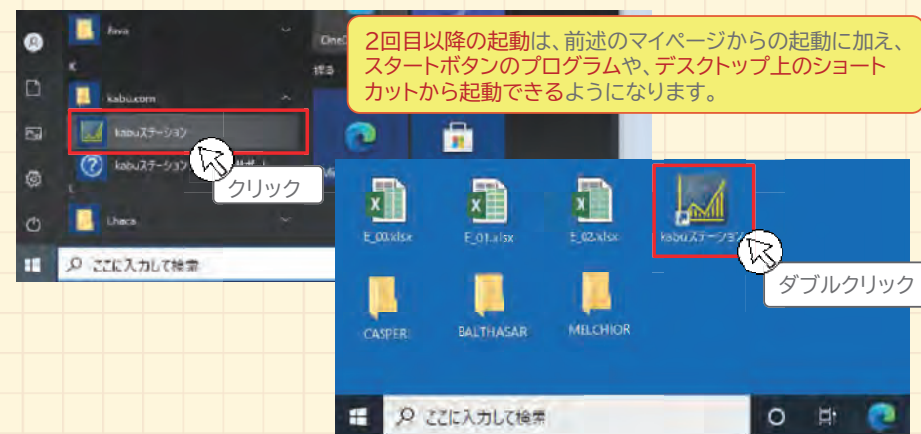 2回目以降の起動は、前述のマイページからの起動に加え、
スタートボタンのプログラムや、デスクトップ上のショート
カットから起動できるようになります。
Java
K
kabu.com
kabuステーション
kabuステーション
クリック
L
Lhaca
ここに入力して検索
E_00.xlsx
E_01.xlsx
E_02.xlsx
kabuステーション
ダブルクリック
CASPER
BALTHASAR
MELCHIOR
ここに入力して検索